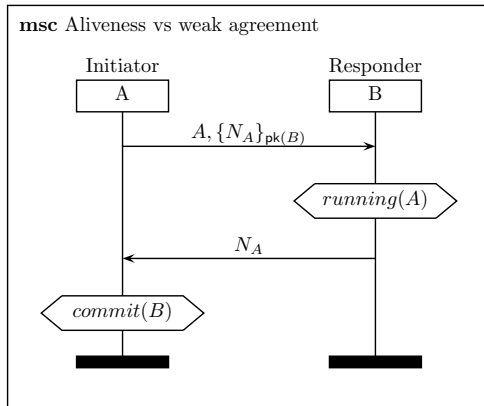 msc Aliveness vs weak agreement
Initiator
Responder
A
B
A, {N_A}_pk(B)
running(A)
N_A
commit(B)